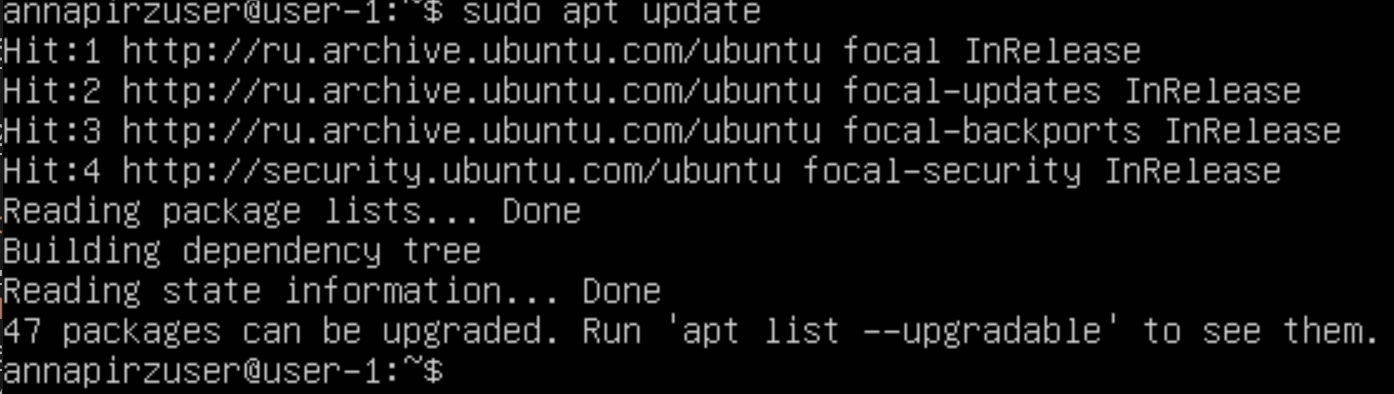 annapirzuser@user-1:~$ sudo apt update
Hit:1 http://ru.archive.ubuntu.com/ubuntu focal InRelease
Hit:2 http://ru.archive.ubuntu.com/ubuntu focal-updates InRelease
Hit:3 http://ru.archive.ubuntu.com/ubuntu focal-backports InRelease
Hit:4 http://security.ubuntu.com/ubuntu focal-security InRelease
Reading package lists... Done
Building dependency tree
Reading state information... Done
47 packages can be upgraded. Run 'apt list --upgradable' to see them.
annapirzuser@user-1:~$